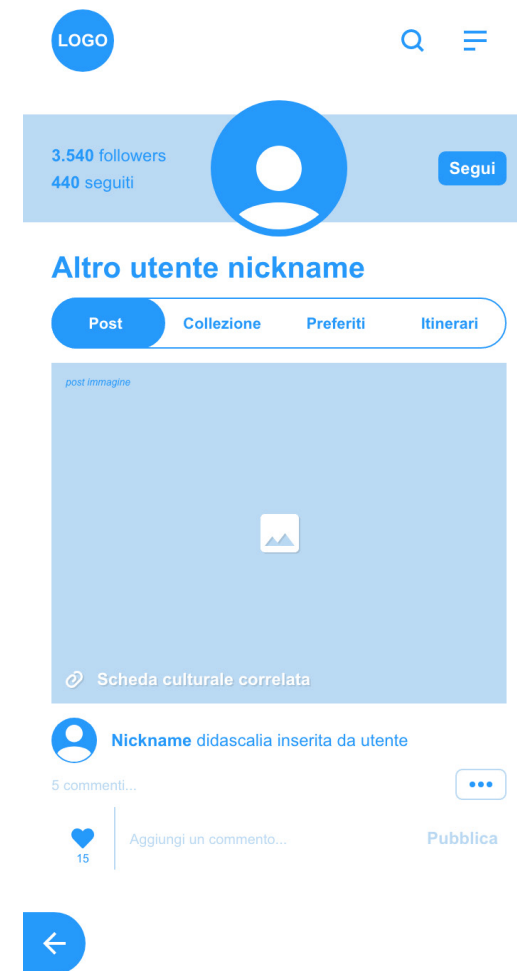 LOGO
3.540 followers
440 seguiti
Segui
Altro utente nickname
Post Collezione Preferiti Itinerari
post immagine
Scheda culturale correlata
Nickname didascalia inserita da utente
5 commenti...
15
Aggiungi un commento...
Pubblica